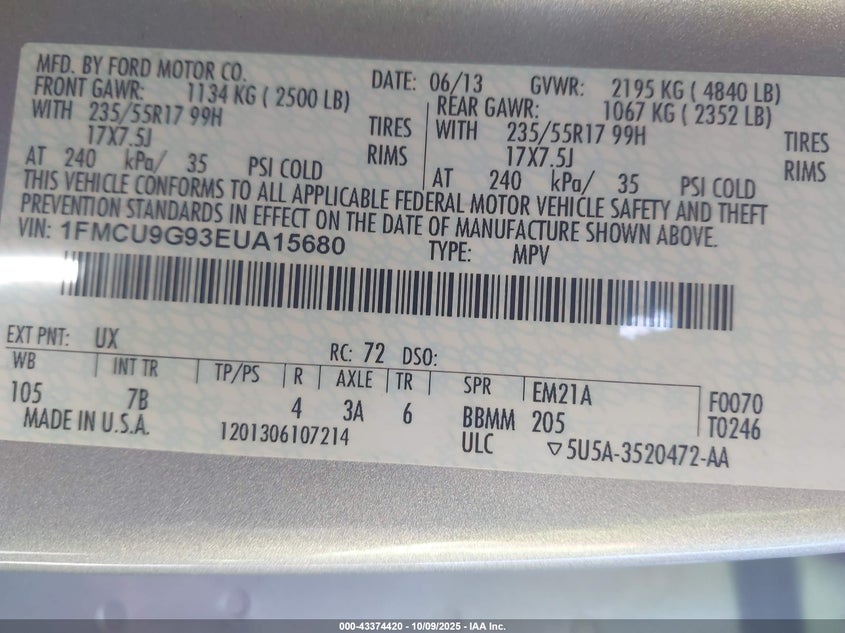 MFD. BY FORD MOTOR CO. DATE: 06/13 GVWR: 2195 KG ( 4840 LB)
FRONT GAWR: 1134 KG ( 2500 LB) REAR GAWR: 1067 KG ( 2352 LB)
WITH 235/55R17 99H TIRES WITH 235/55R17 99H TIRES
17X7.5J RIMS 17X7.5J RIMS
AT 240 kPa/ 35 PSI COLD AT 240 kPa/ 35 PSI COLD
THIS VEHICLE CONFORMS TO ALL APPLICABLE FEDERAL MOTOR VEHICLE SAFETY AND THEFT
PREVENTION STANDARDS IN EFFECT ON THE DATE OF MANUFACTURE SHOWN ABOVE.
VIN: 1FMCU9G93EUA15680 TYPE: MPV
EXT PNT: UX RC: 72 DSO:
WB INT TR TP/PS R AXLE TR SPR EM21A F0070
105 7B 4 3A 6 BBMM 205 T0246
MADE IN U.S.A. 1201306107214 ULC ▽5U5A-3520472-AA
000-43374420 - 10/09/2025 - IAA Inc.